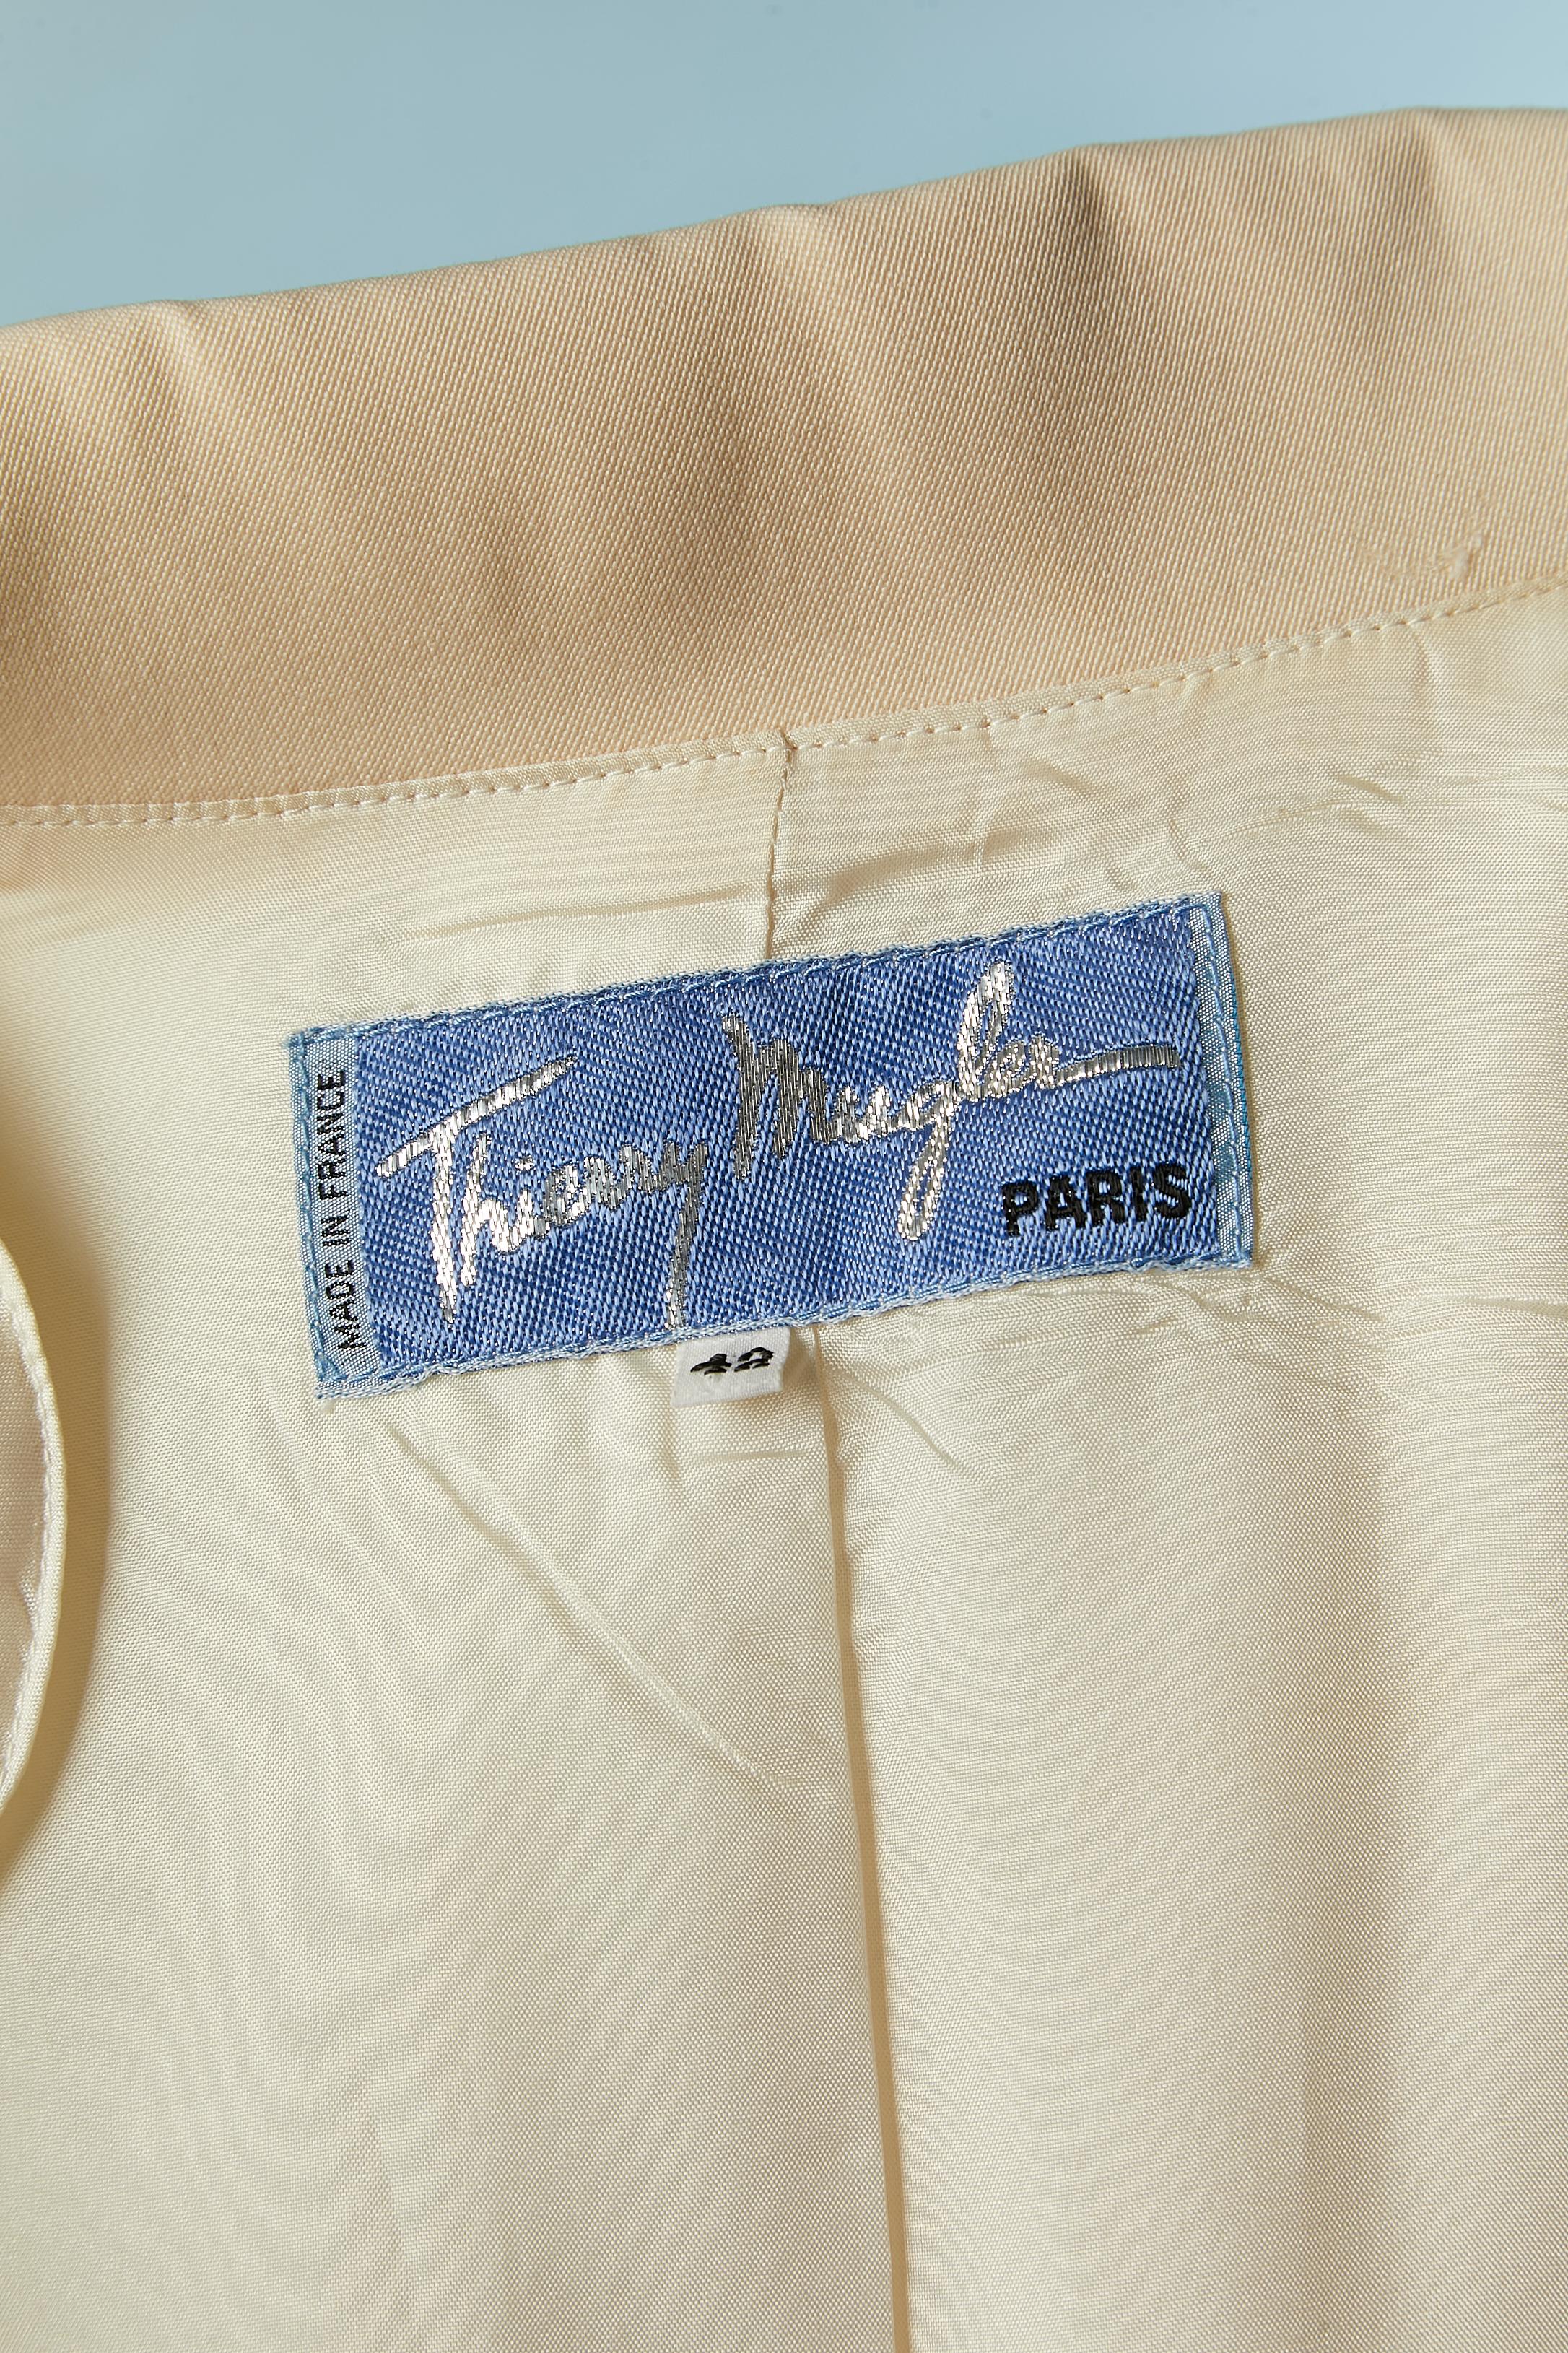 MADE IN FRANCE
Thierry Mugler
PARIS
42